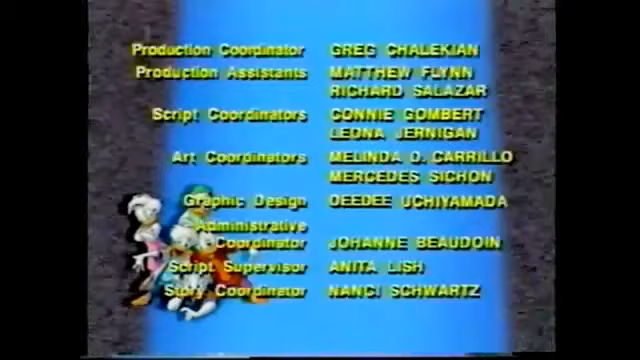 Production Coordinator GREG CHALEKIAN
Production Assistants MATTHEW FLYNN
RICHARD SALAZAR
Script Coordinators CONNIE GOMBERT
LEONA JERNIGAN
Art Coordinators MELINDA D. CARRILLO
MERCEDES SICHON
Graphic Design DEEDEE UCHIYAMADA
Administrative
Coordinator JOHANNE BEAUDOIN
Script Supervisor ANITA LISH
Story Coordinator NANCI SCHWARTZ